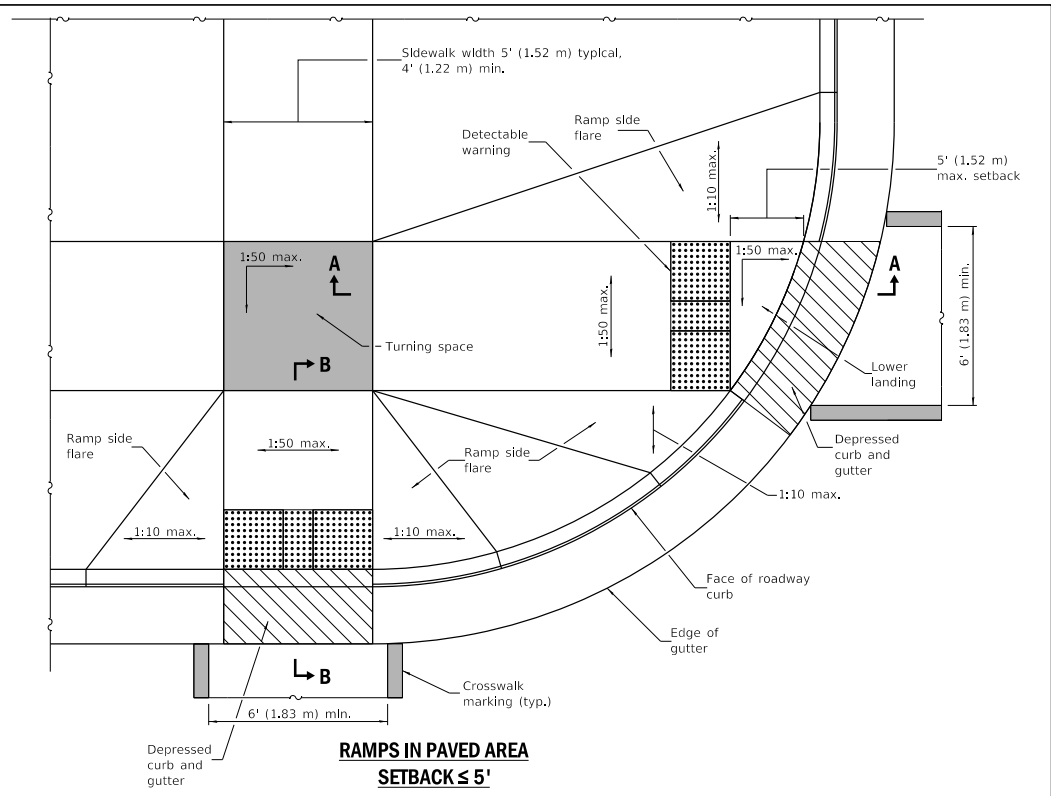 Sidewalk width 5' (1.52 m) typical,
4' (1.22 m) min.
Ramp side
flare
Detectable
warning
5' (1.52 m)
max. setback
1:10 max.
1:50 max.
A
1:50 max.
A
1:50 max.
6' (1.83 m) min.
Turning space
B
Lower
landing
Ramp side
flare
1:50 max.
Ramp side
flare
Depressed
curb and
gutter
1:10 max.
1:10 max.
1:10 max.
Face of roadway
curb
Edge of
gutter
B
Crosswalk
marking (typ.)
6' (1.83 m) min.
Depressed
curb and
gutter
RAMPS IN PAVED AREA
SETBACK ≤ 5'